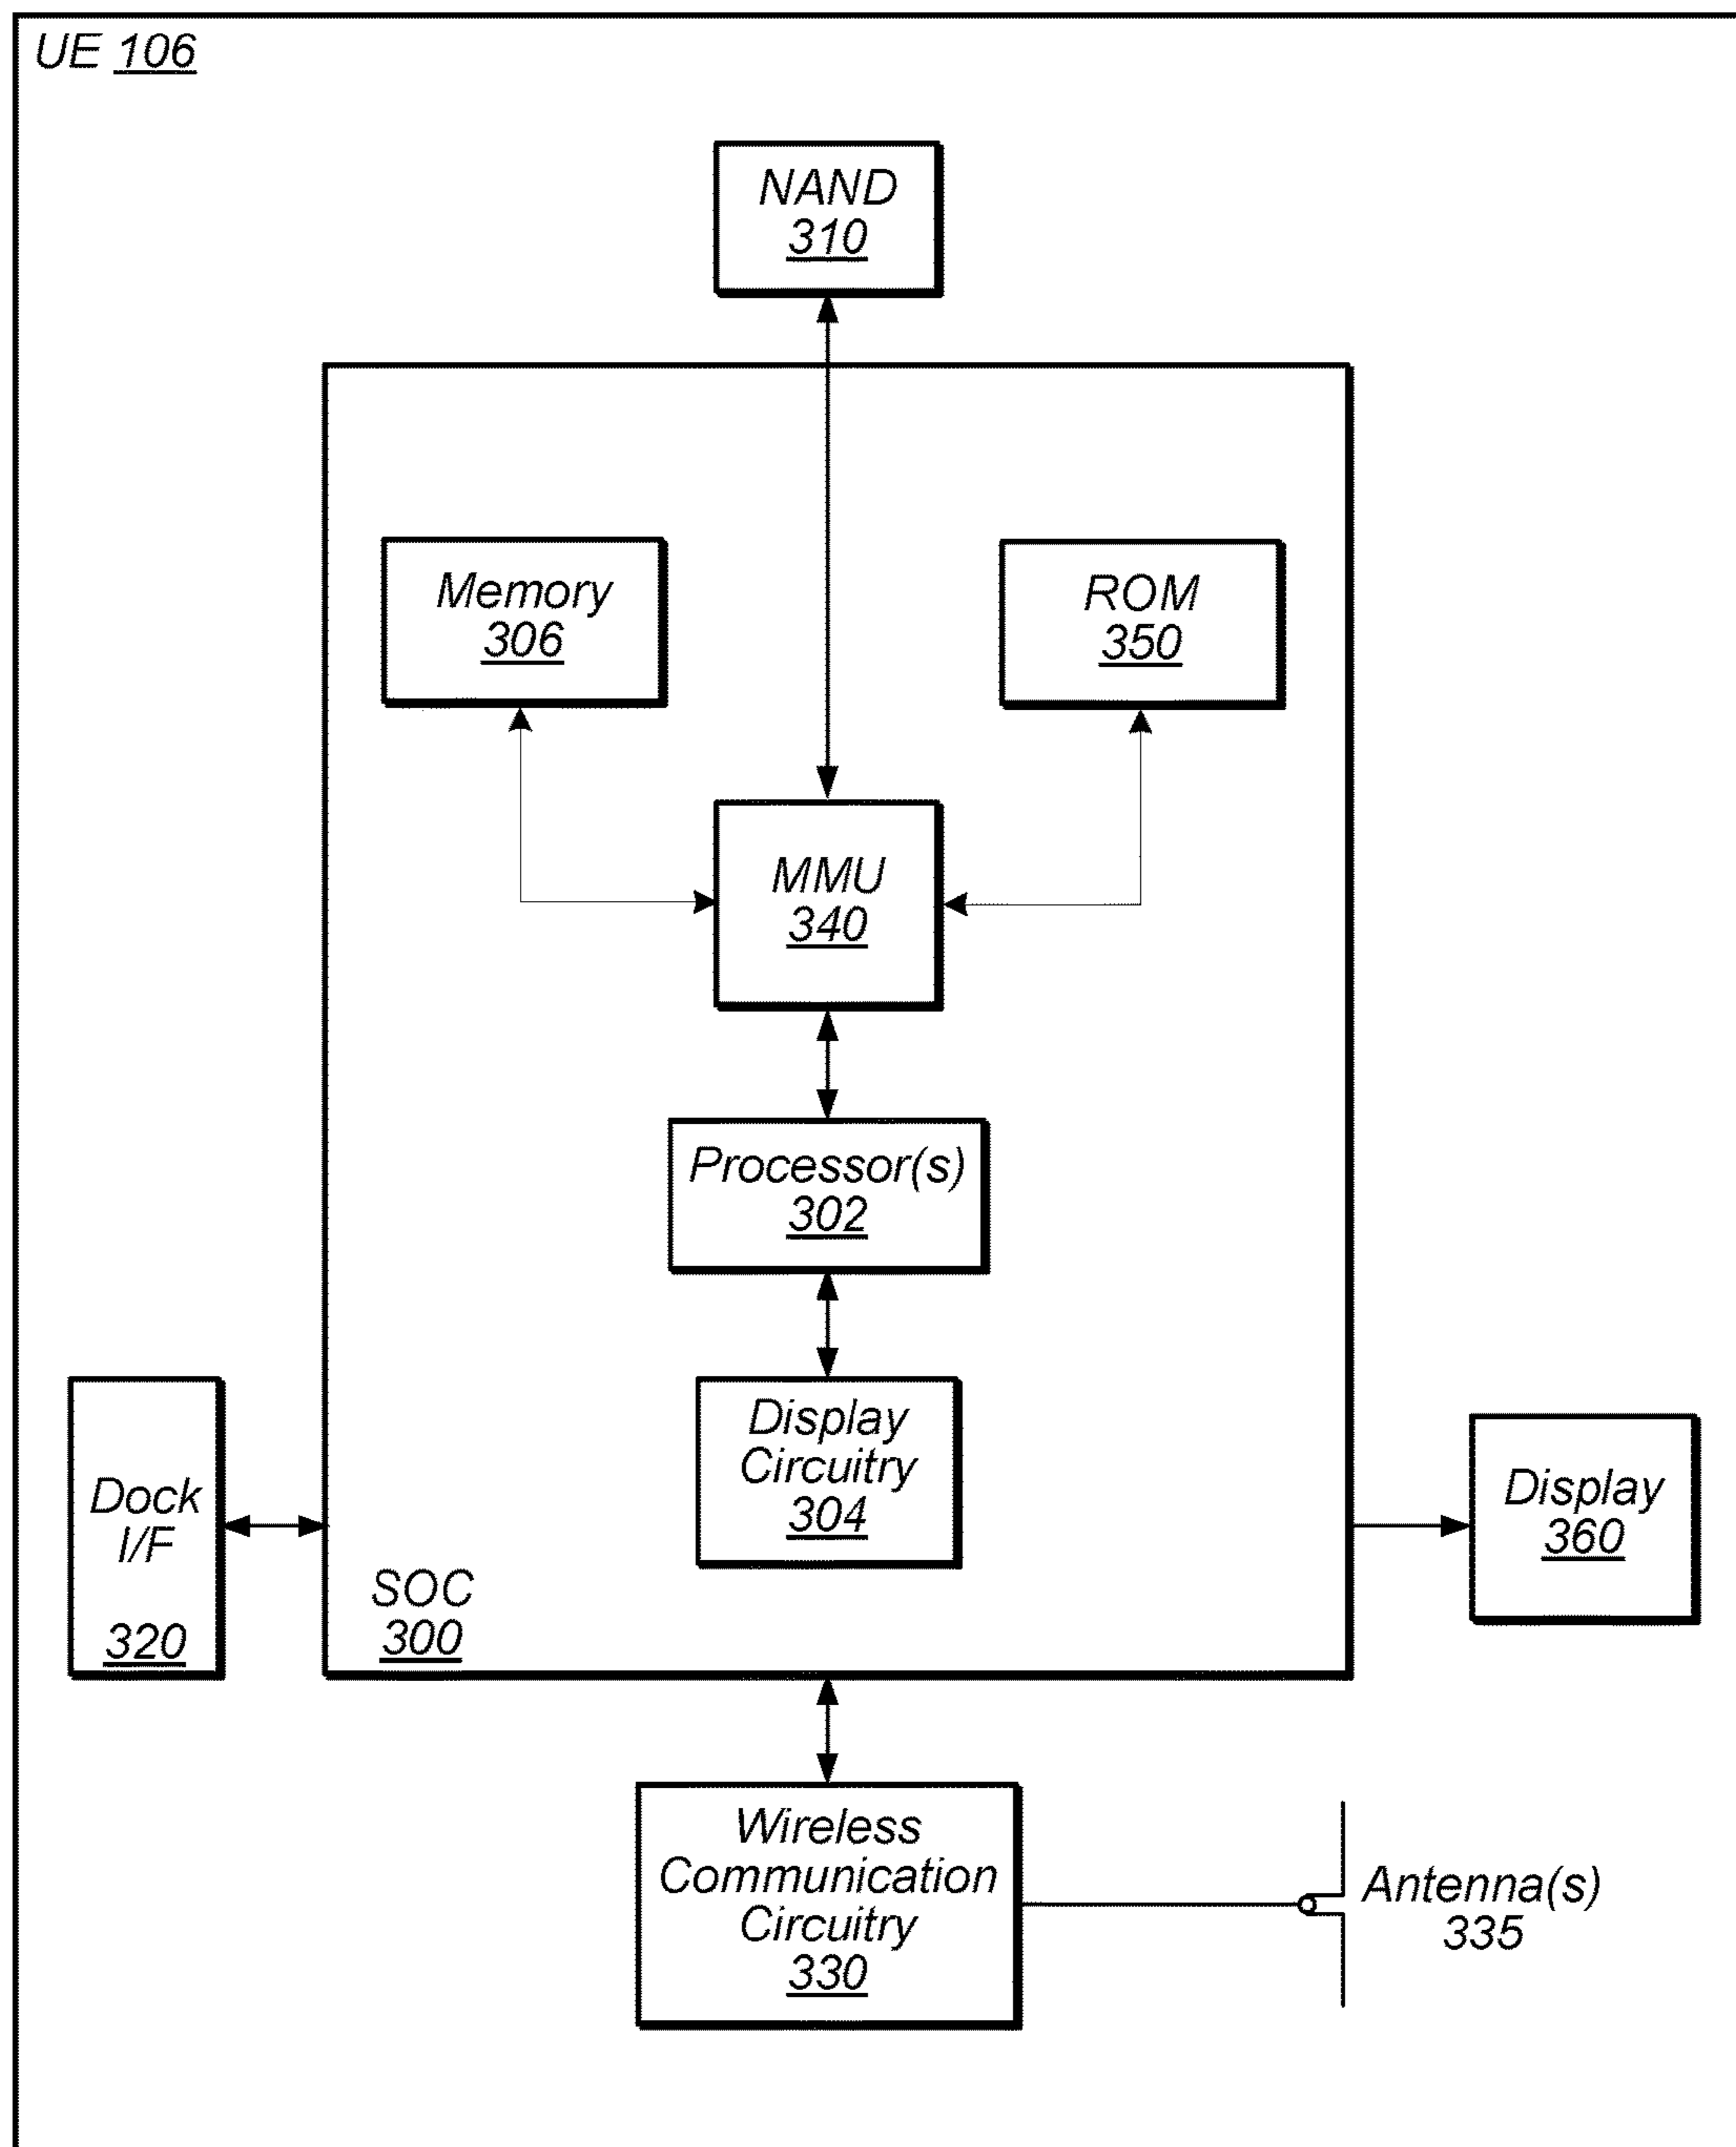 UE 106
NAND
310
Memory
306
ROM
350
MMU
340
Processor(s)
302
Display
Circuitry
304
Dock
I/F
320
SOC
300
Display
360
Wireless
Communication
Circuitry
330
Antenna(s)
335